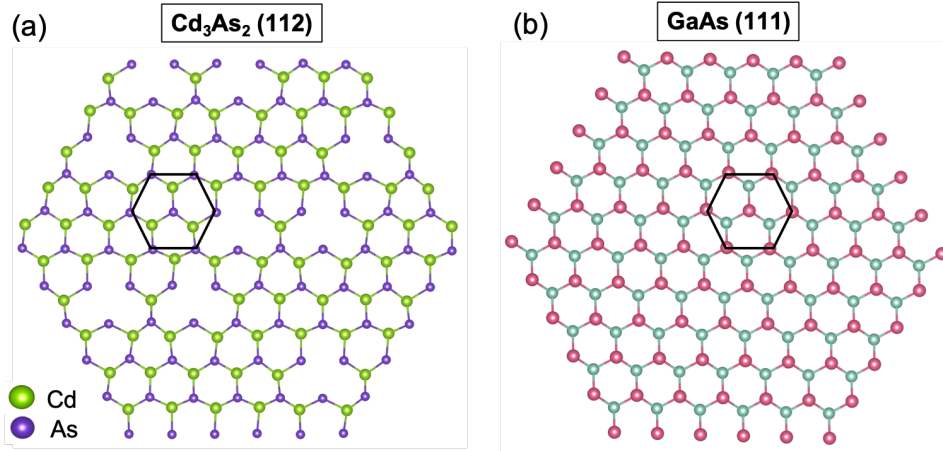 (a)
Cd₃As₂ (112)
(b)
GaAs (111)
Cd
As